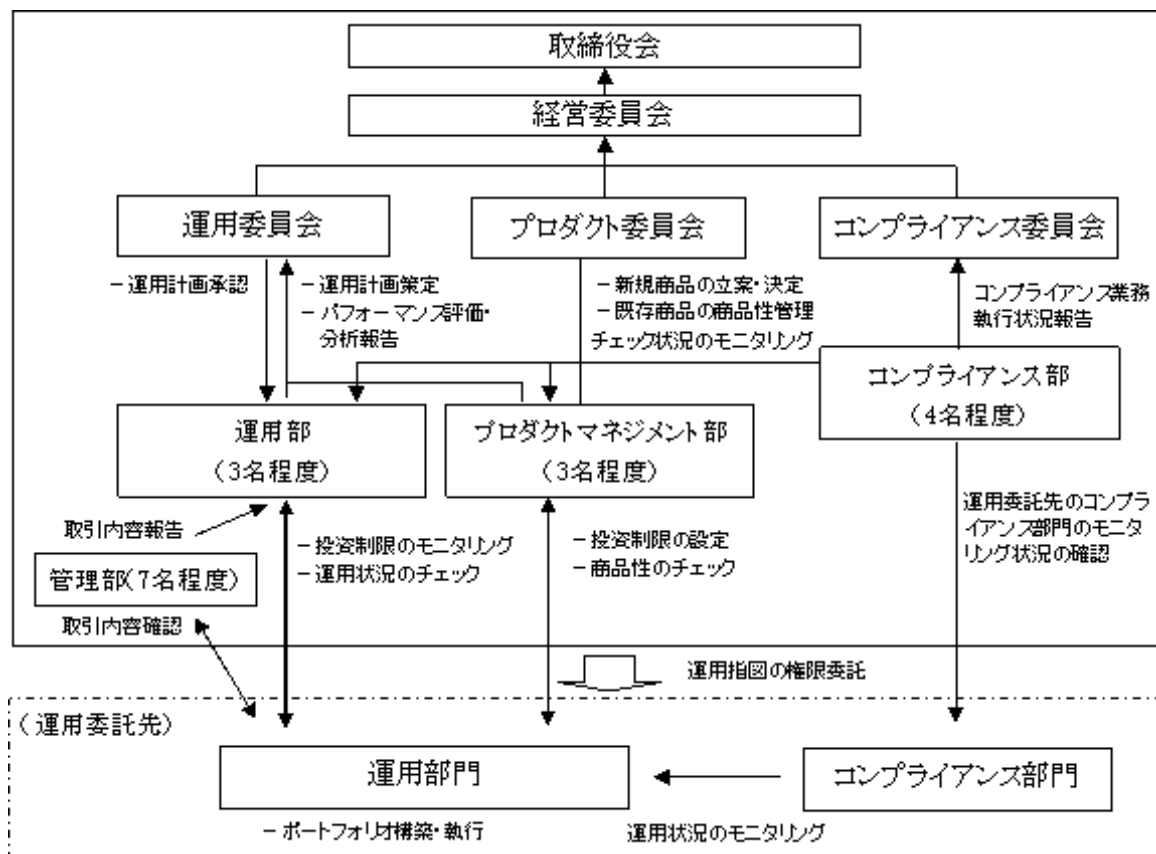 取締役会
経営委員会
運用委員会
プロダクト委員会
コンプライアンス委員会
－運用計画承認
－運用計画策定
－パフォーマンス評価・
分析報告
－新規商品の立案・決定
－既存商品の商品性管理
チェック状況のモニタリング
コンプライアンス業務
執行状況報告
運用部
（3名程度）
プロダクトマネジメント部
（3名程度）
コンプライアンス部
（4名程度）
取引内容報告
管理部（7名程度）
取引内容確認
－投資制限のモニタリング
－運用状況のチェック
－投資制限の設定
－商品性のチェック
運用委託先のコンプラ
イアンス部門のモニタ
リング状況の確認
運用指図の権限委託
（運用委託先）
運用部門
コンプライアンス部門
－ポートフォリオ構築・執行
運用状況のモニタリング